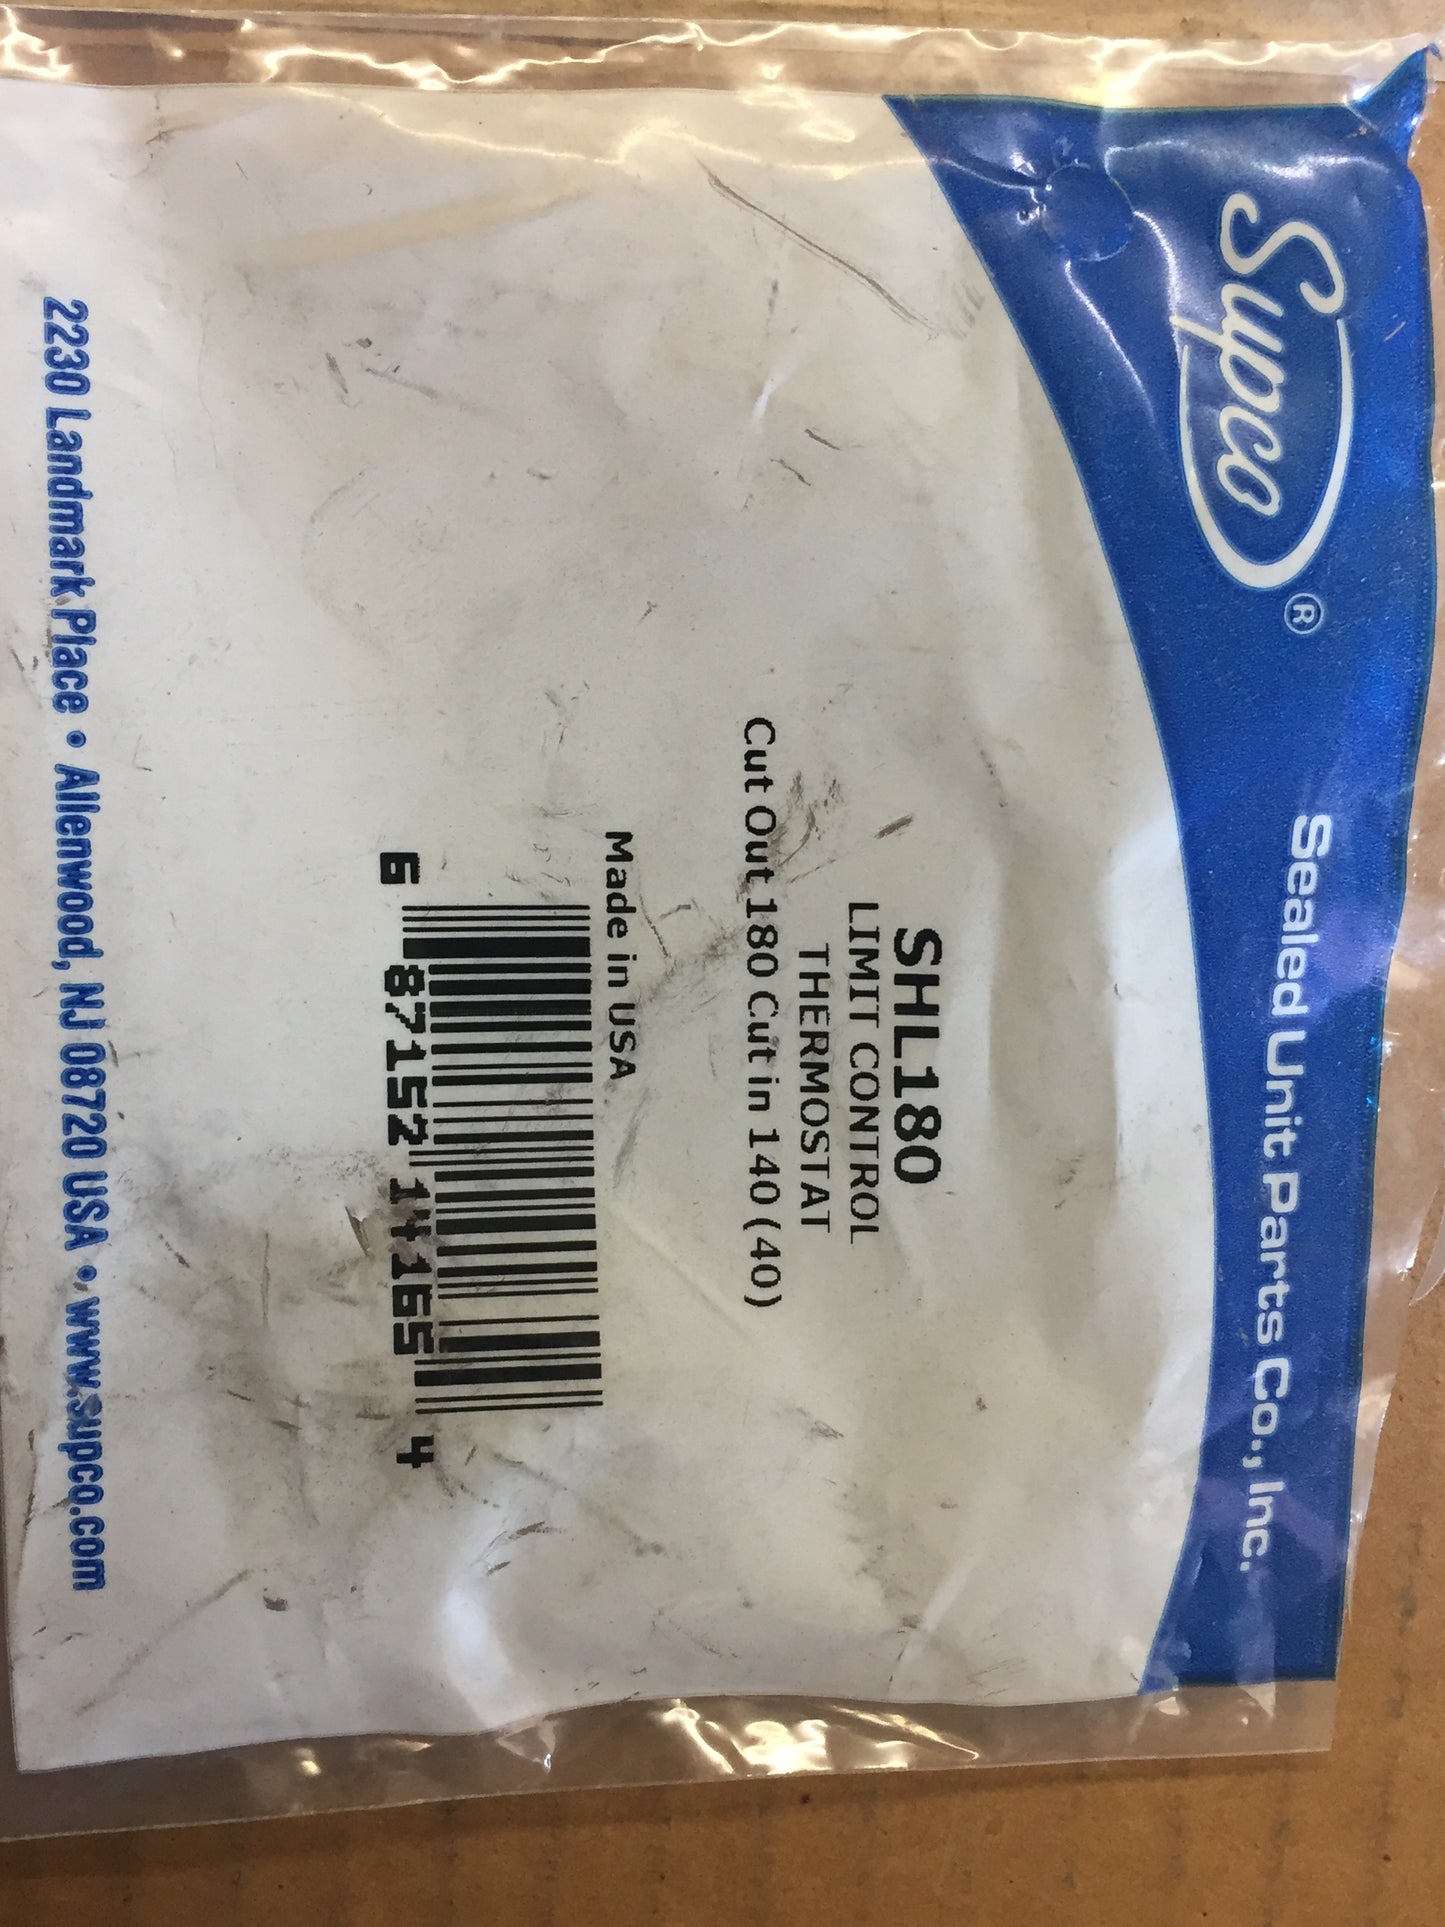 Supco®
Sealed Unit Parts Co., Inc.
SHL180
LIMIT CONTROL
THERMOSTAT
Cut Out 180 Cut in 140 (40)
Made in USA
6 87152 14165 4
2230 Landmark Place • Allenwood, NJ 08720 USA • www.supco.com